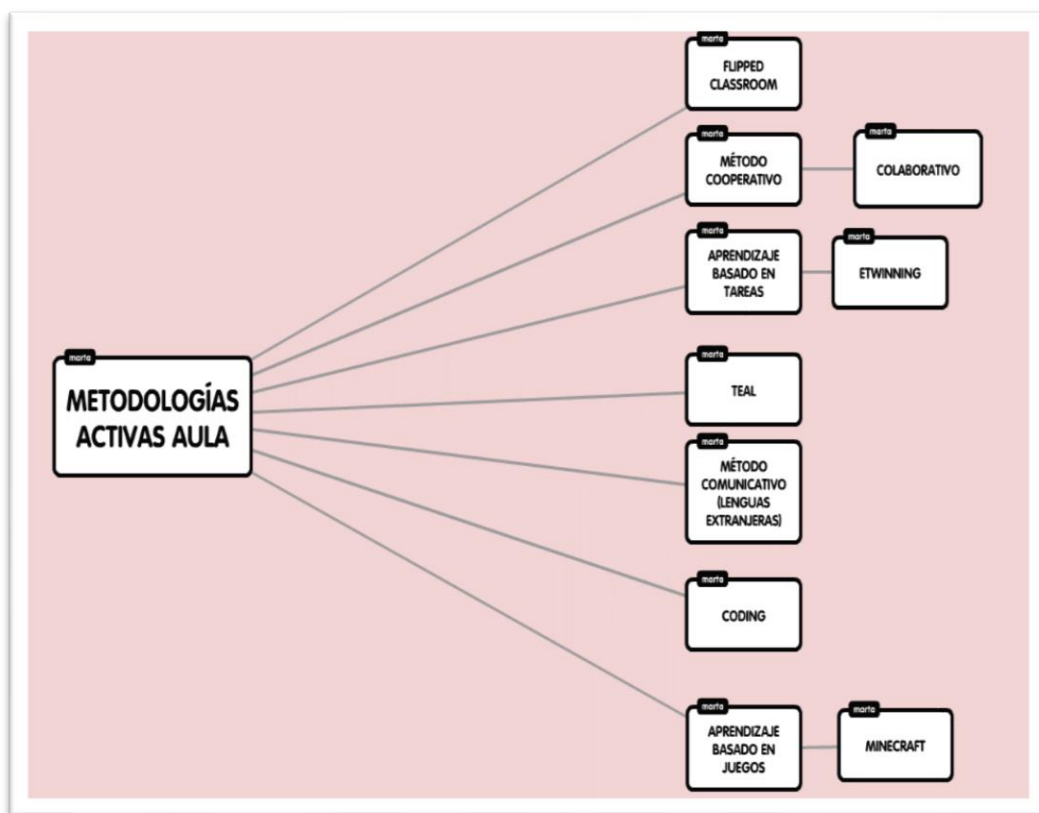 marta
FLIPPED
CLASSROOM
marta
MÉTODO
COOPERATIVO
marta
COLABORATIVO
marta
APRENDIZAJE
BASADO EN
TAREAS
marta
ETWINNING
marta
METODOLOGÍAS
ACTIVAS AULA
marta
TEAL
marta
MÉTODO
COMUNICATIVO
(LENGUAS
EXTRANJERAS)
marta
CODING
marta
APRENDIZAJE
BASADO EN
JUEGOS
marta
MINECRAFT